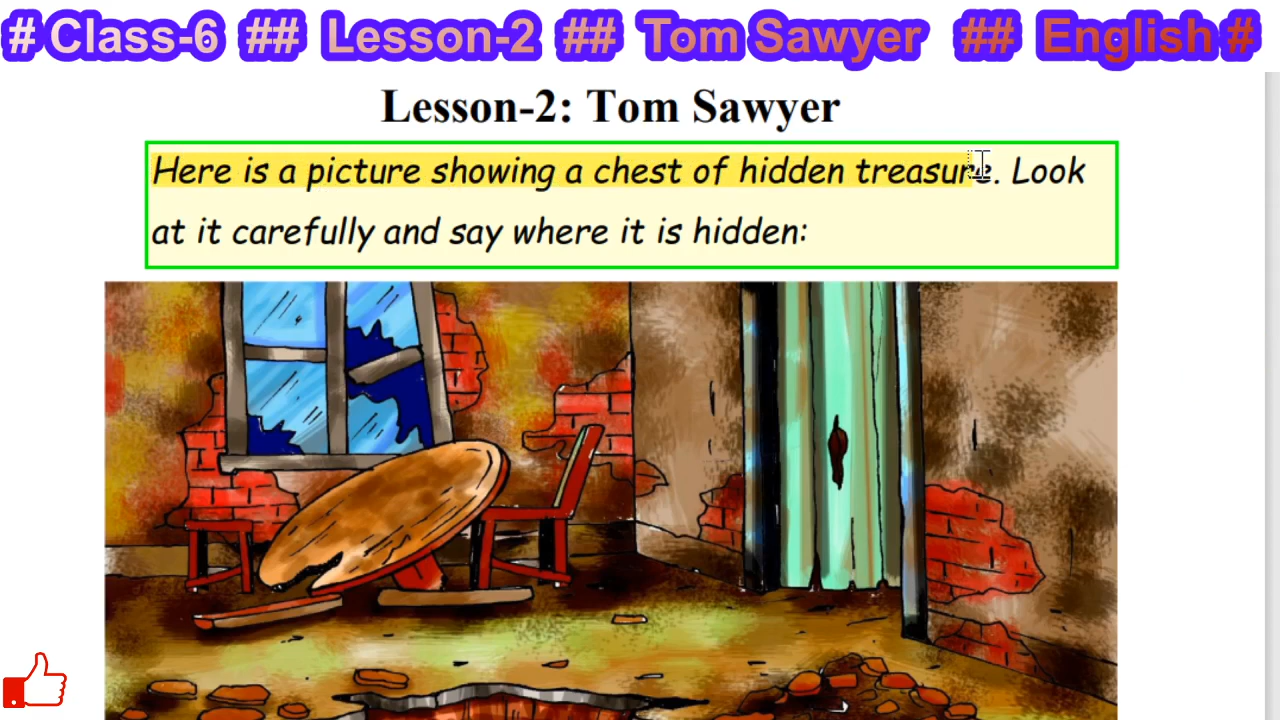 # Class-6 ## Lesson-2 ## Tom Sawyer ## English #
Lesson-2: Tom Sawyer
Here is a picture showing a chest of hidden treasure. Look
at it carefully and say where it is hidden: